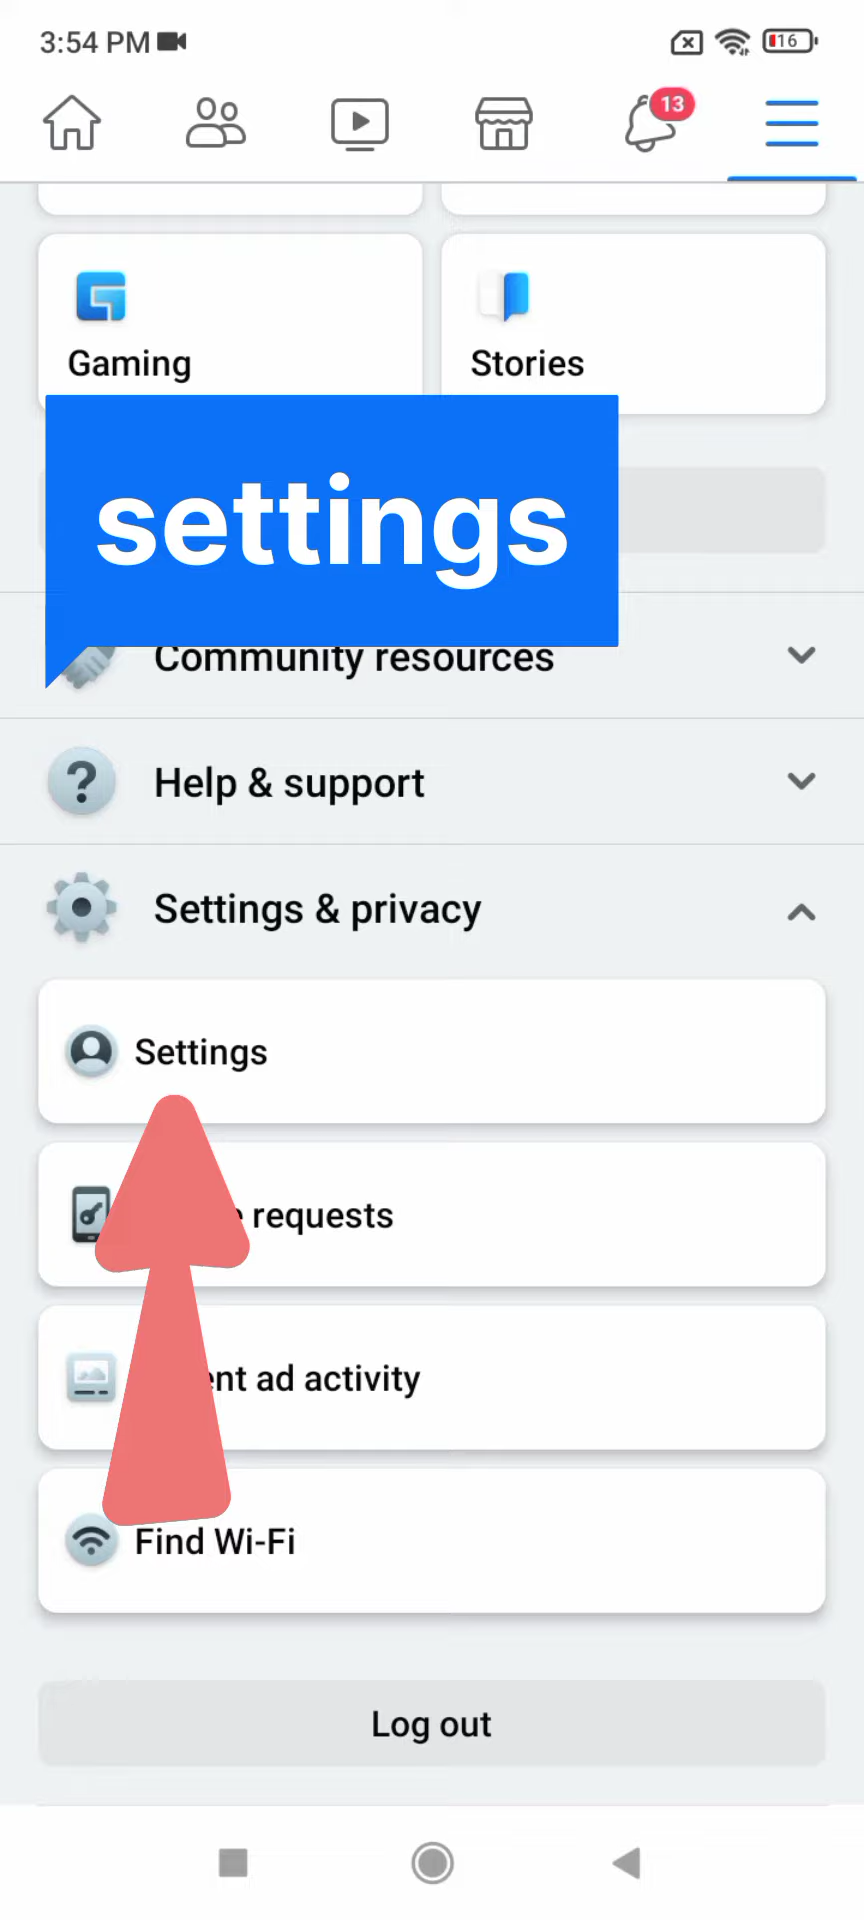 3:54 PM
16
13
Gaming
Stories
settings
Community resources
Help & support
Settings & privacy
Settings
requests
ad activity
Find Wi-Fi
Log out